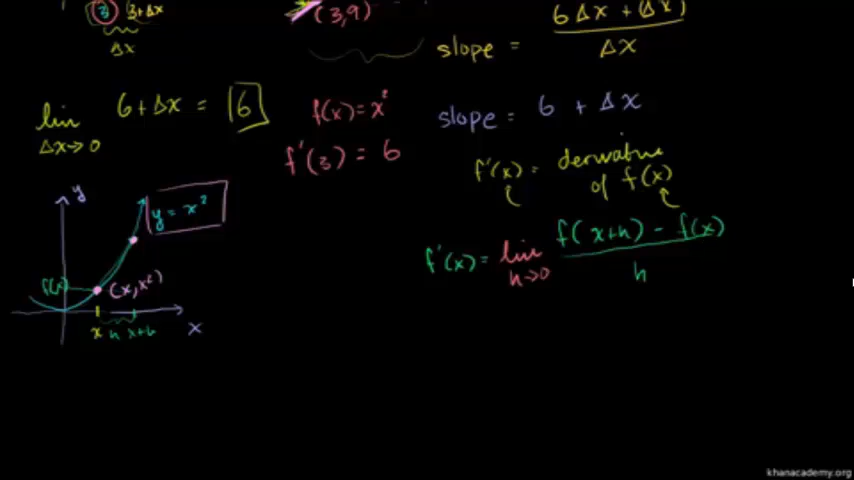 3 3+Δx
Δx
(3,9)
6Δx + (Δx)
slope = Δx
lim 6+Δx = 6
Δx→0
f(x)=x²
slope = 6 + Δx
f'(3) = 6
f'(x) = derivative
of f(x)
y
y = x²
f'(x) = lim f(x+h) - f(x)
h→0 h
f(x) (x,x²)
x h x+h x
khanacademy.org